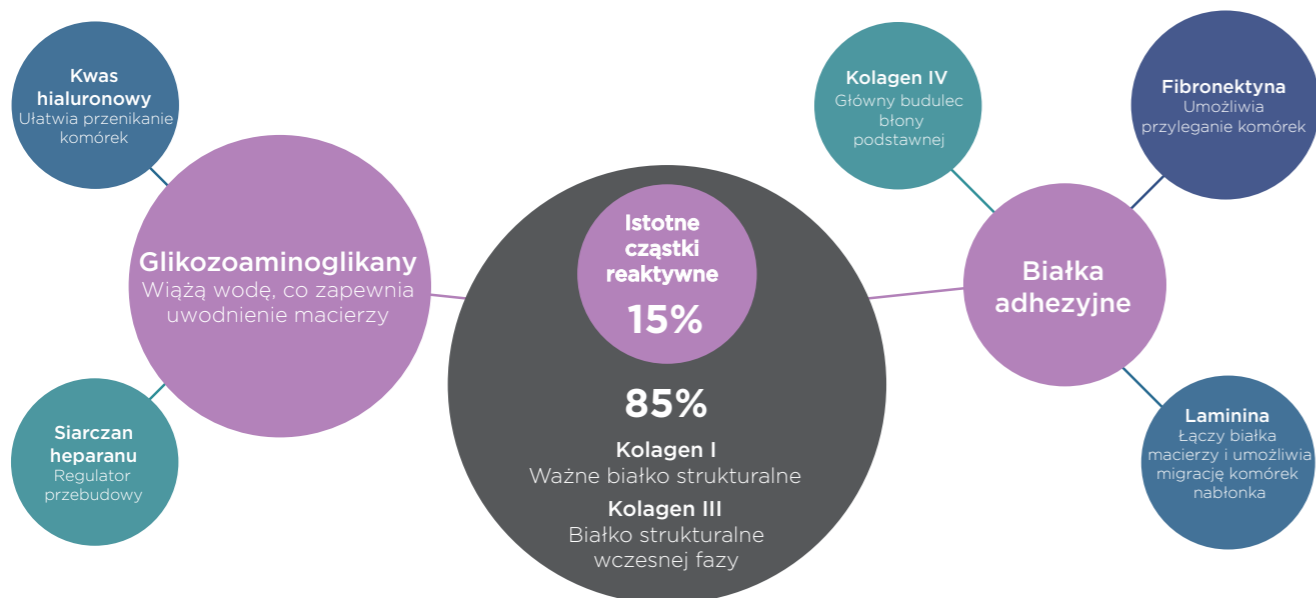 Kwas
hialuronowy
Ułatwia przenikanie
komórek
Glikozoaminoglikany
Wiążą wodę, co zapewnia
uwodnienie macierzy
Siarczan
heparanu
Regulator
przebudowy
Istotne
cząstki
reaktywne
15%
85%
Kolagen I
Ważne białko strukturalne
Kolagen III
Białko strukturalne
wczesnej fazy
Kolagen IV
Główny budulec
błony
podstawnej
Fibronektyna
Umożliwia
przyleganie komórek
Białka
adhezyjne
Laminina
Łączy białka
macierzy i umożliwia
migrację komórek
nabłonka